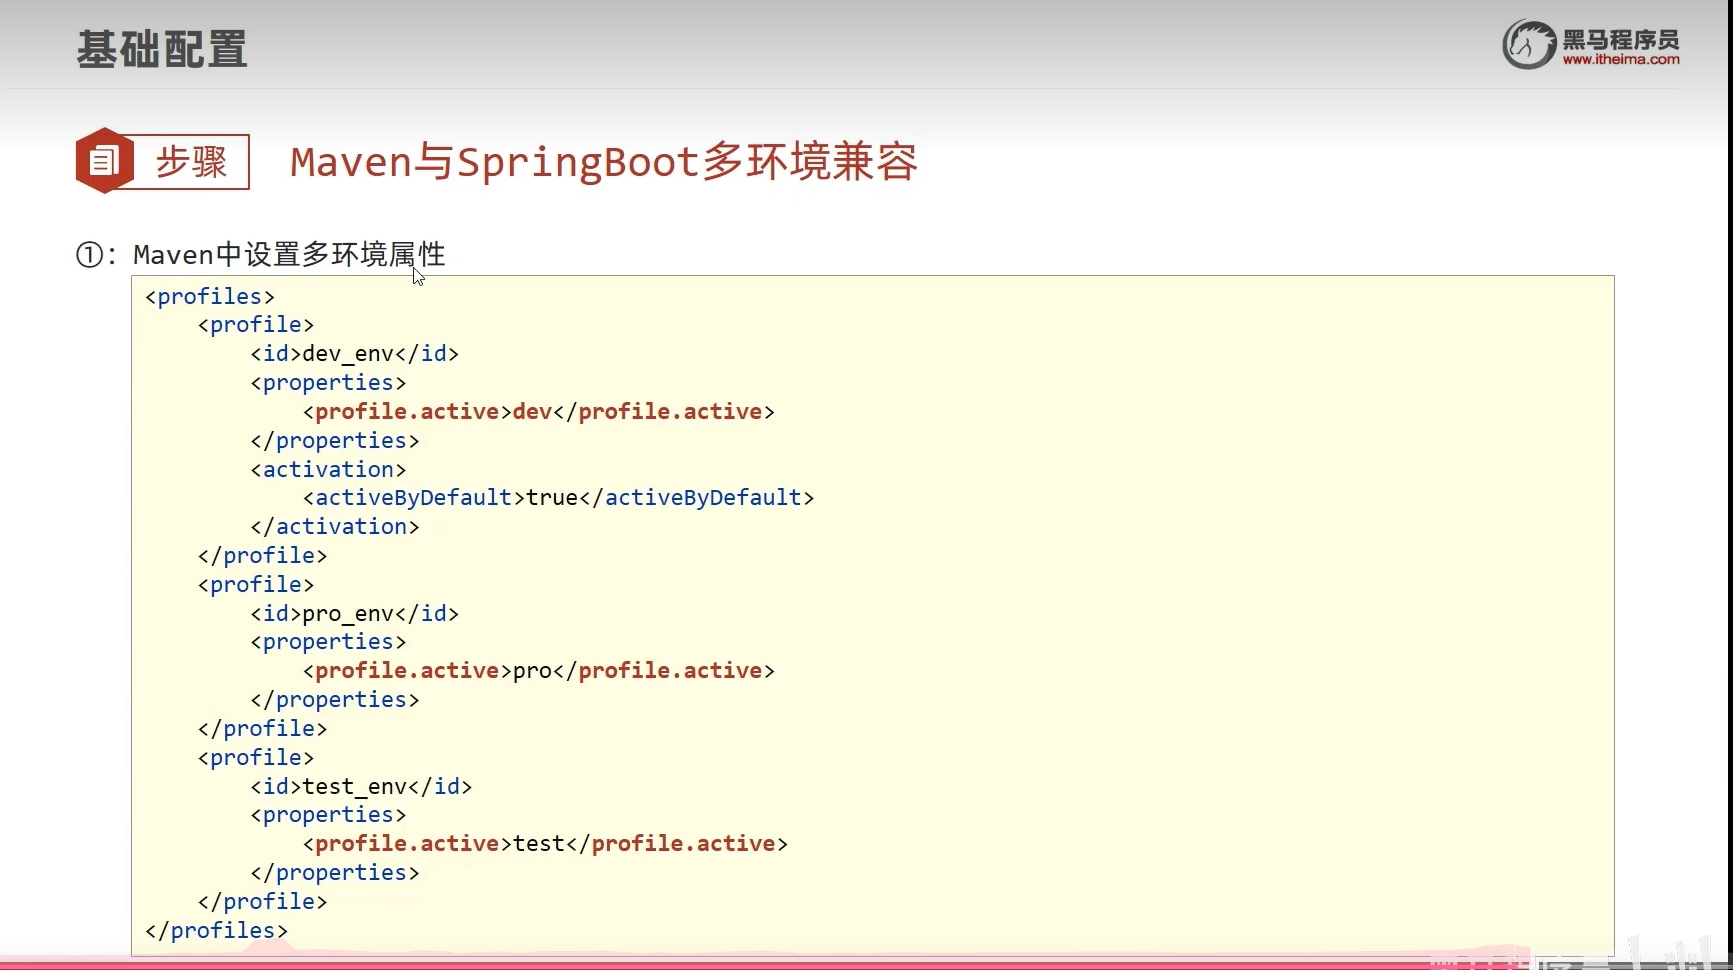 基础配置
黑马程序员
www.itheima.com
步骤
Maven与SpringBoot多环境兼容
①：Maven中设置多环境属性
<profiles>
    <profile>
        <id>dev_env</id>
        <properties>
            <profile.active>dev</profile.active>
        </properties>
        <activation>
            <activeByDefault>true</activeByDefault>
        </activation>
    </profile>
    <profile>
        <id>pro_env</id>
        <properties>
            <profile.active>pro</profile.active>
        </properties>
    </profile>
    <profile>
        <id>test_env</id>
        <properties>
            <profile.active>test</profile.active>
        </properties>
    </profile>
</profiles>